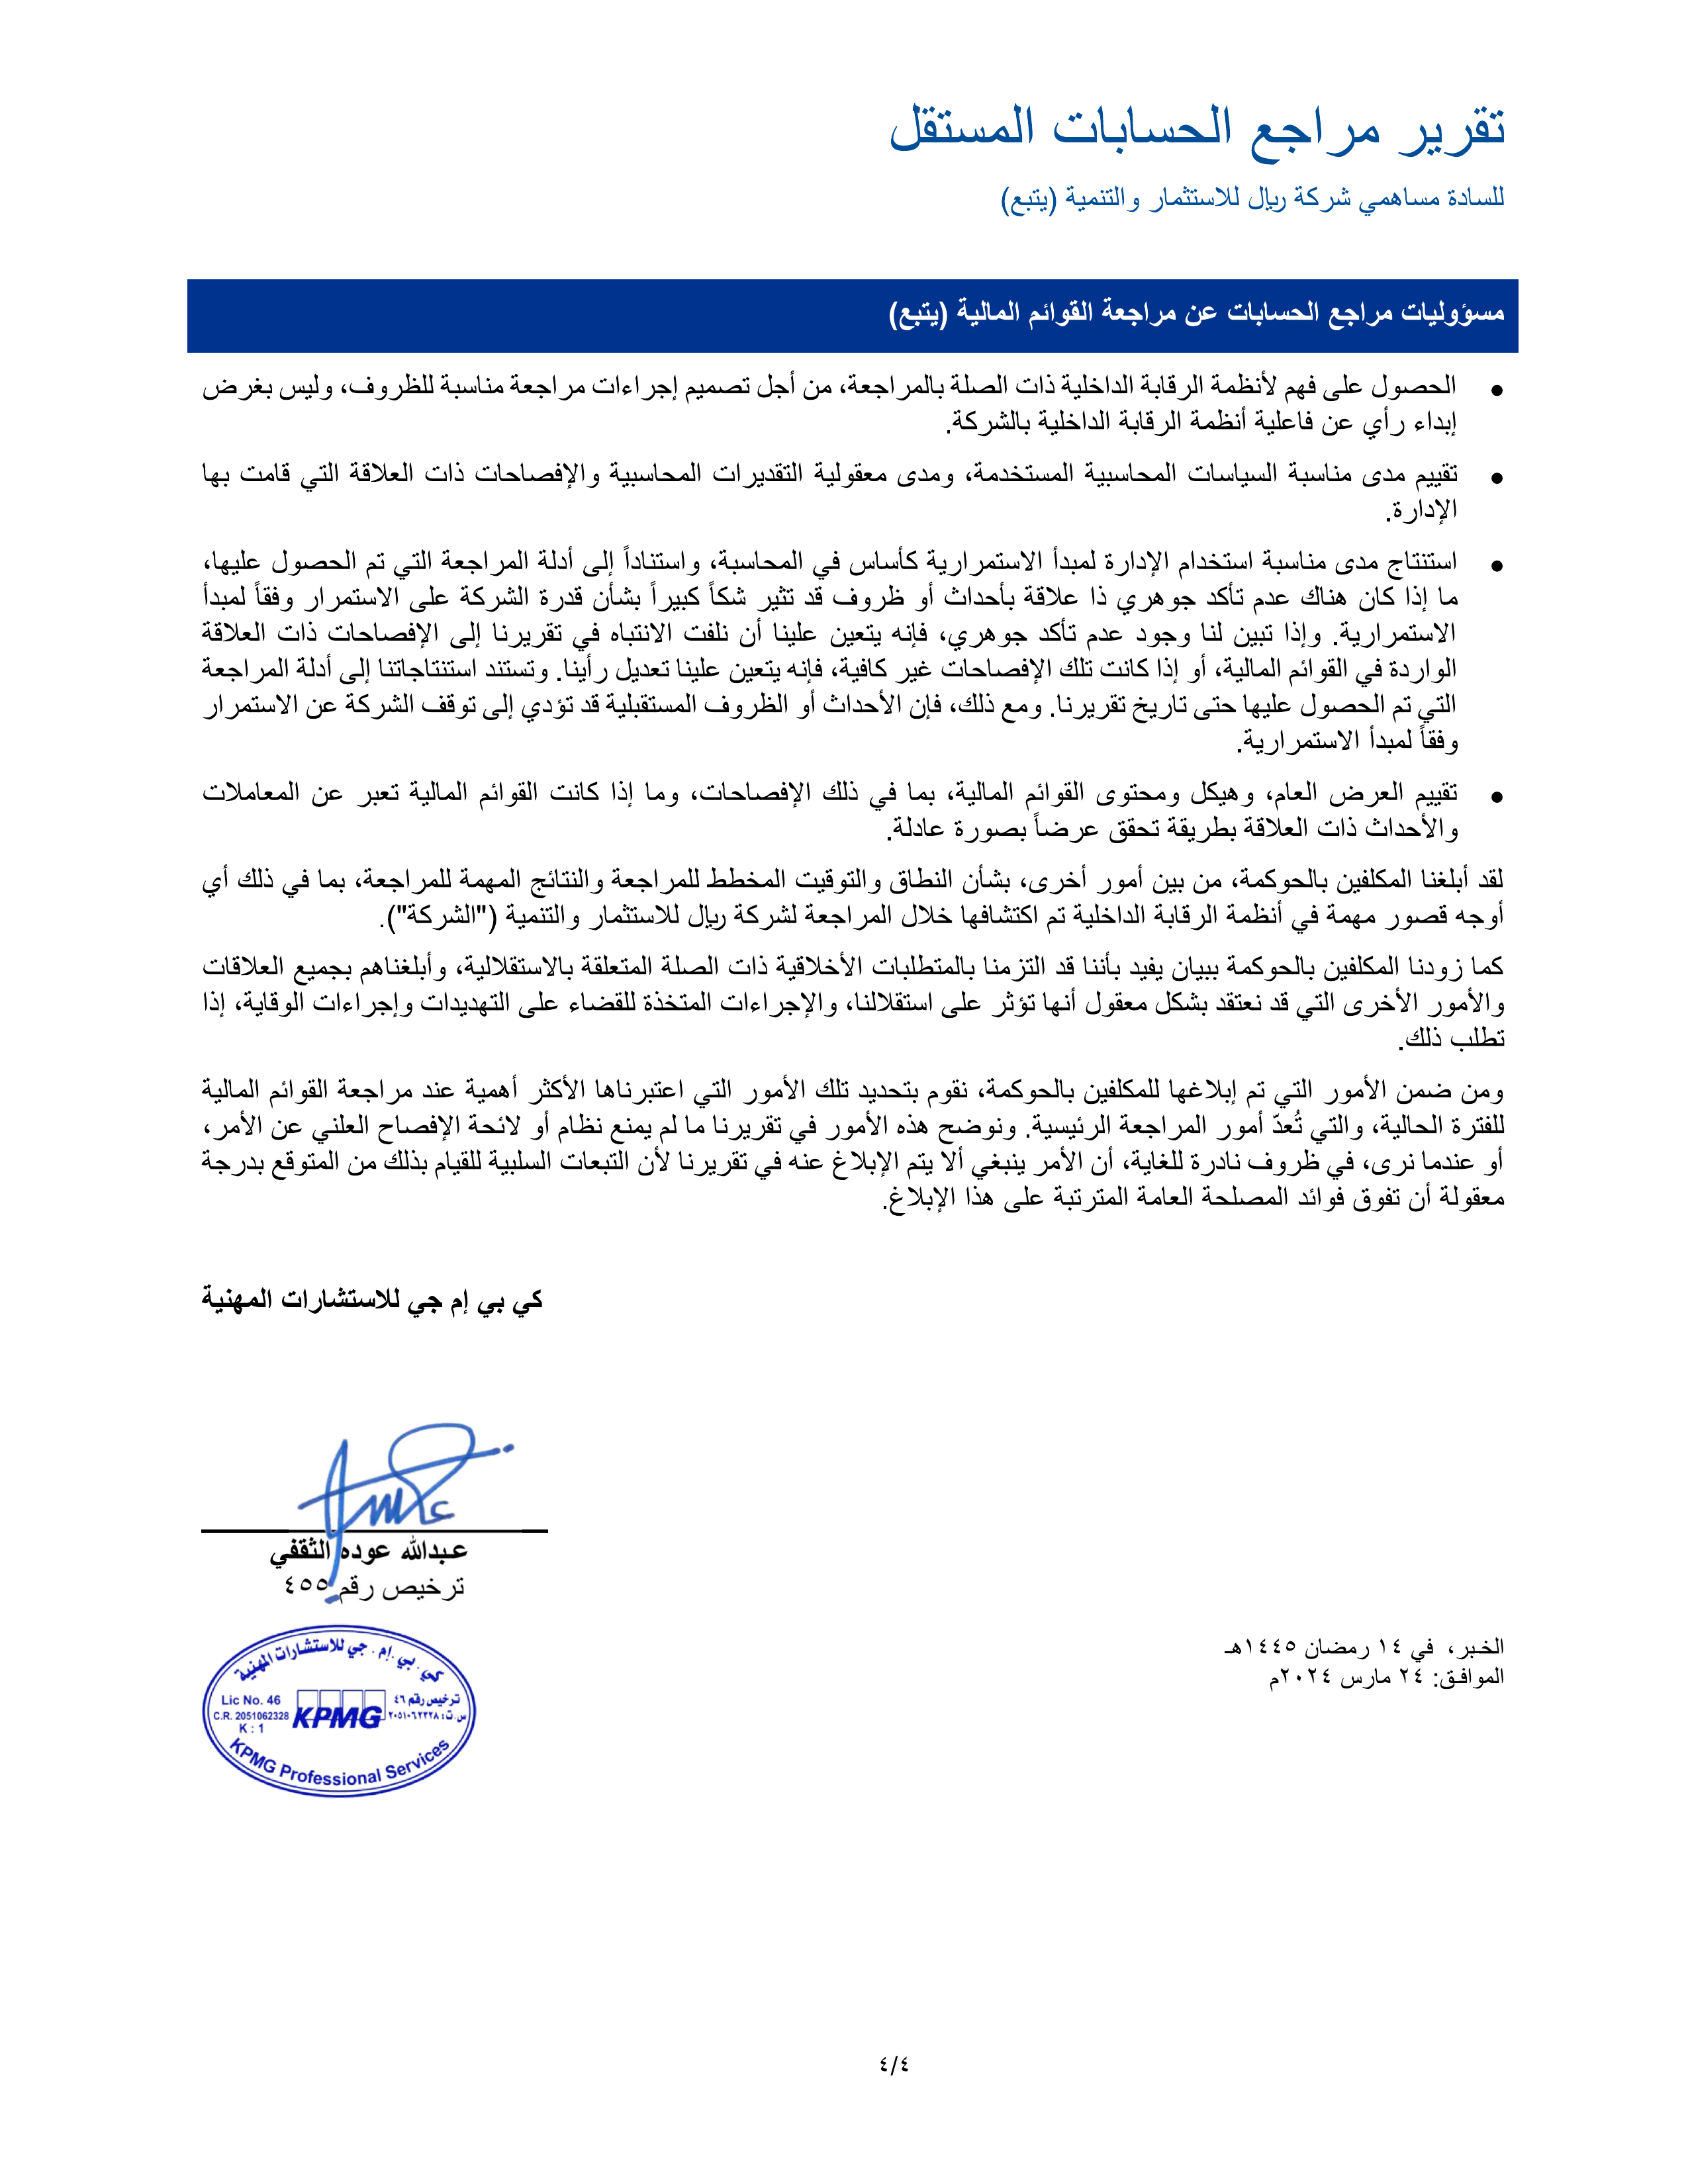 تقرير مراجع الحسابات المستقل
للسادة مساهمي شركة ريال للاستثمار والتنمية (يتبع)
مسؤوليات مراجع الحسابات عن مراجعة القوائم المالية (يتبع)
• الحصول على فهم لأنظمة الرقابة الداخلية ذات الصلة بالمراجعة، من أجل تصميم إجراءات مراجعة مناسبة للظروف، وليس بغرض
إبداء رأي عن فاعلية أنظمة الرقابة الداخلية بالشركة.
• تقييم مدى مناسبة السياسات المحاسبية المستخدمة، ومدى معقولية التقديرات المحاسبية والإفصاحات ذات العلاقة التي قامت بها
الإدارة.
• استنتاج مدى مناسبة استخدام الإدارة لمبدأ الاستمرارية كأساس في المحاسبة، واستناداً إلى أدلة المراجعة التي تم الحصول عليها،
ما إذا كان هناك عدم تأكد جوهري ذا علاقة بأحداث أو ظروف قد تثير شكاً كبيراً بشأن قدرة الشركة على الاستمرار وفقاً لمبدأ
الاستمرارية. وإذا تبين لنا وجود عدم تأكد جوهري، فإنه يتعين علينا أن نلفت الانتباه في تقريرنا إلى الإفصاحات ذات العلاقة
الواردة في القوائم المالية، أو إذا كانت تلك الإفصاحات غير كافية، فإنه يتعين علينا تعديل رأينا. وتستند استنتاجاتنا إلى أدلة المراجعة
التي تم الحصول عليها حتى تاريخ تقريرنا. ومع ذلك، فإن الأحداث أو الظروف المستقبلية قد تؤدي إلى توقف الشركة عن الاستمرار
وفقاً لمبدأ الاستمرارية.
• تقييم العرض العام، وهيكل ومحتوى القوائم المالية، بما في ذلك الإفصاحات، وما إذا كانت القوائم المالية تعبر عن المعاملات
والأحداث ذات العلاقة بطريقة تحقق عرضاً بصورة عادلة.
لقد أبلغنا المكلفين بالحوكمة، من بين أمور أخرى، بشأن النطاق والتوقيت المخطط للمراجعة والنتائج المهمة للمراجعة، بما في ذلك أي
أوجه قصور مهمة في أنظمة الرقابة الداخلية تم اكتشافها خلال المراجعة لشركة ريال للاستثمار والتنمية ("الشركة").
كما زودنا المكلفين بالحوكمة ببيان يفيد بأننا قد التزمنا بالمتطلبات الأخلاقية ذات الصلة المتعلقة بالاستقلالية، وأبلغناهم بجميع العلاقات
والأمور الأخرى التي قد نعتقد بشكل معقول أنها تؤثر على استقلالنا، والإجراءات المتخذة للقضاء على التهديدات وإجراءات الوقاية، إذا
تطلب ذلك.
ومن ضمن الأمور التي تم إبلاغها للمكلفين بالحوكمة، نقوم بتحديد تلك الأمور التي اعتبرناها الأكثر أهمية عند مراجعة القوائم المالية
للفترة الحالية، والتي تُعدّ أمور المراجعة الرئيسية. ونوضح هذه الأمور في تقريرنا ما لم يمنع نظام أو لائحة الإفصاح العلني عن الأمر،
أو عندما نرى، في ظروف نادرة للغاية، أن الأمر ينبغي ألا يتم الإبلاغ عنه في تقريرنا لأن التبعات السلبية للقيام بذلك من المتوقع بدرجة
معقولة أن تفوق فوائد المصلحة العامة المترتبة على هذا الإبلاغ.
كي بي إم جي للاستشارات المهنية
عبدالله عوده الثقفي
ترخيص رقم ٤٥٥
الخبر، في ١٤ رمضان ١٤٤٥هـ
الموافق: ٢٤ مارس ٢٠٢٤م
كي. بي. إم. جي للاستشارات المهنية
Lic No. 46
ترخيص رقم ٤٦
C.R. 2051062328
س.ت: ٢٠٥١٠٦٢٣٢٨
K : 1
KPMG
KPMG Professional Services
٤/٤